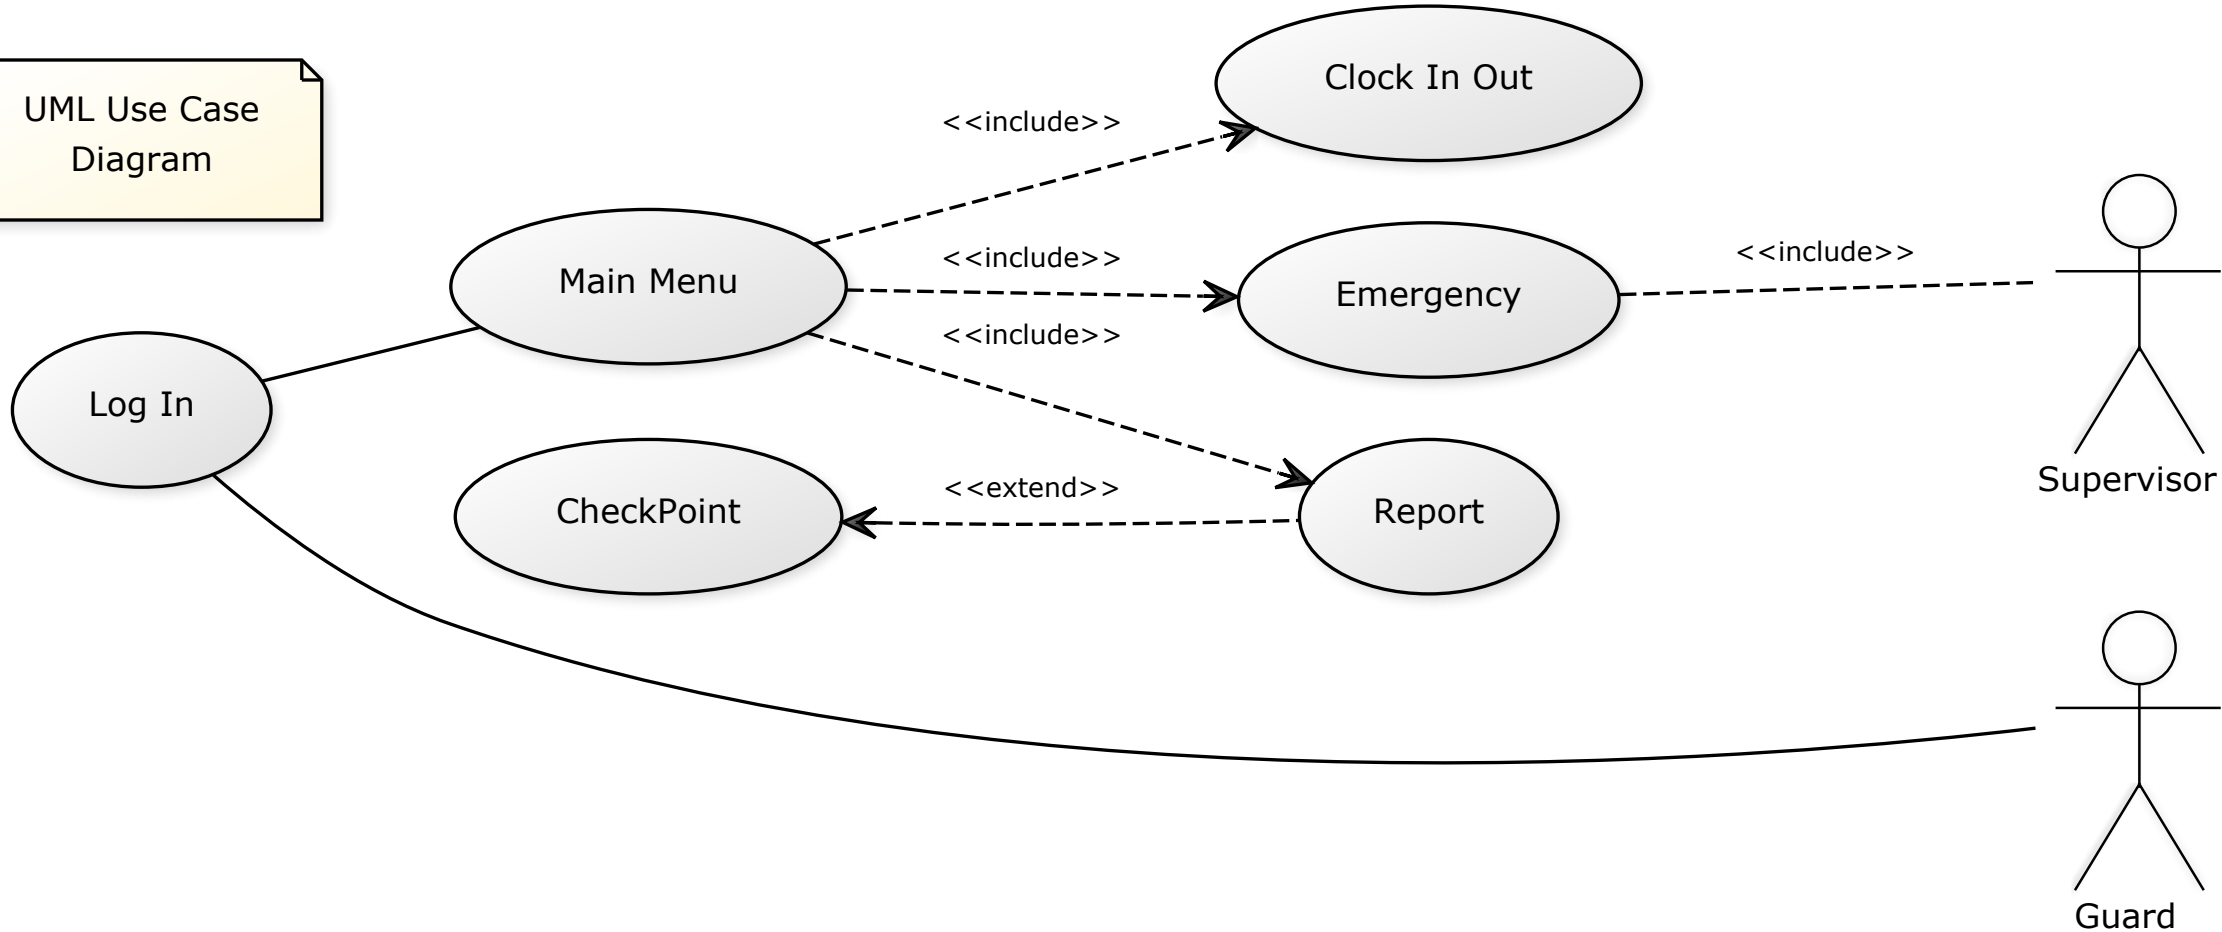 UML Use Case
Diagram
Clock In Out
<<include>>
Main Menu
<<include>>
Emergency
<<include>>
<<include>>
Log In
CheckPoint
<<extend>>
Report
Supervisor
Guard